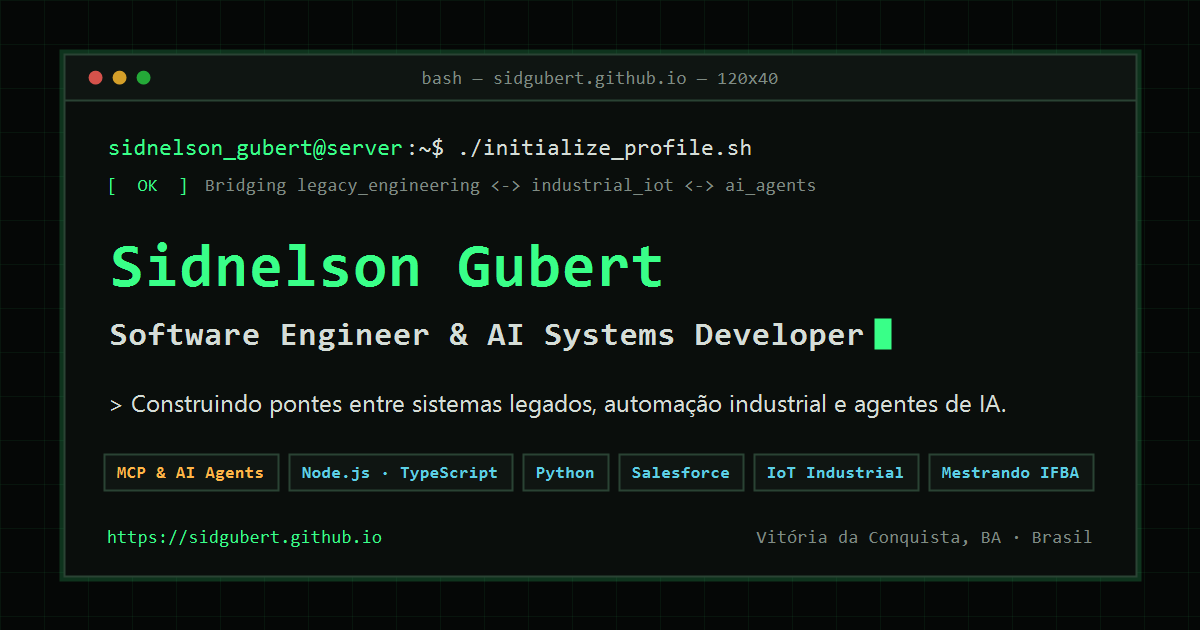 bash — sidgubert.github.io — 120x40
sidnelson_gubert@server:~$ ./initialize_profile.sh
[  OK  ] Bridging legacy_engineering <-> industrial_iot <-> ai_agents
Sidnelson Gubert
Software Engineer & AI Systems Developer
> Construindo pontes entre sistemas legados, automação industrial e agentes de IA.
MCP & AI Agents Node.js · TypeScript Python Salesforce IoT Industrial Mestrando IFBA
https://sidgubert.github.io Vitória da Conquista, BA · Brasil